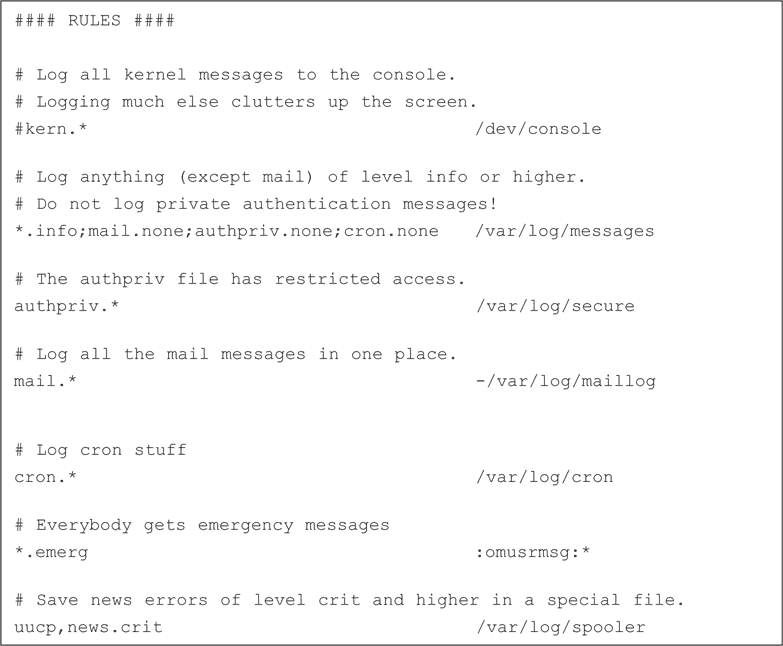 #### RULES ####
# Log all kernel messages to the console.
# Logging much else clutters up the screen.
#kern.* /dev/console
# Log anything (except mail) of level info or higher.
# Do not log private authentication messages!
*.info;mail.none;authpriv.none;cron.none /var/log/messages
# The authpriv file has restricted access.
authpriv.* /var/log/secure
# Log all the mail messages in one place.
mail.* -/var/log/maillog
# Log cron stuff
cron.* /var/log/cron
# Everybody gets emergency messages
*.emerg :omusrmsg:*
# Save news errors of level crit and higher in a special file.
uucp,news.crit /var/log/spooler